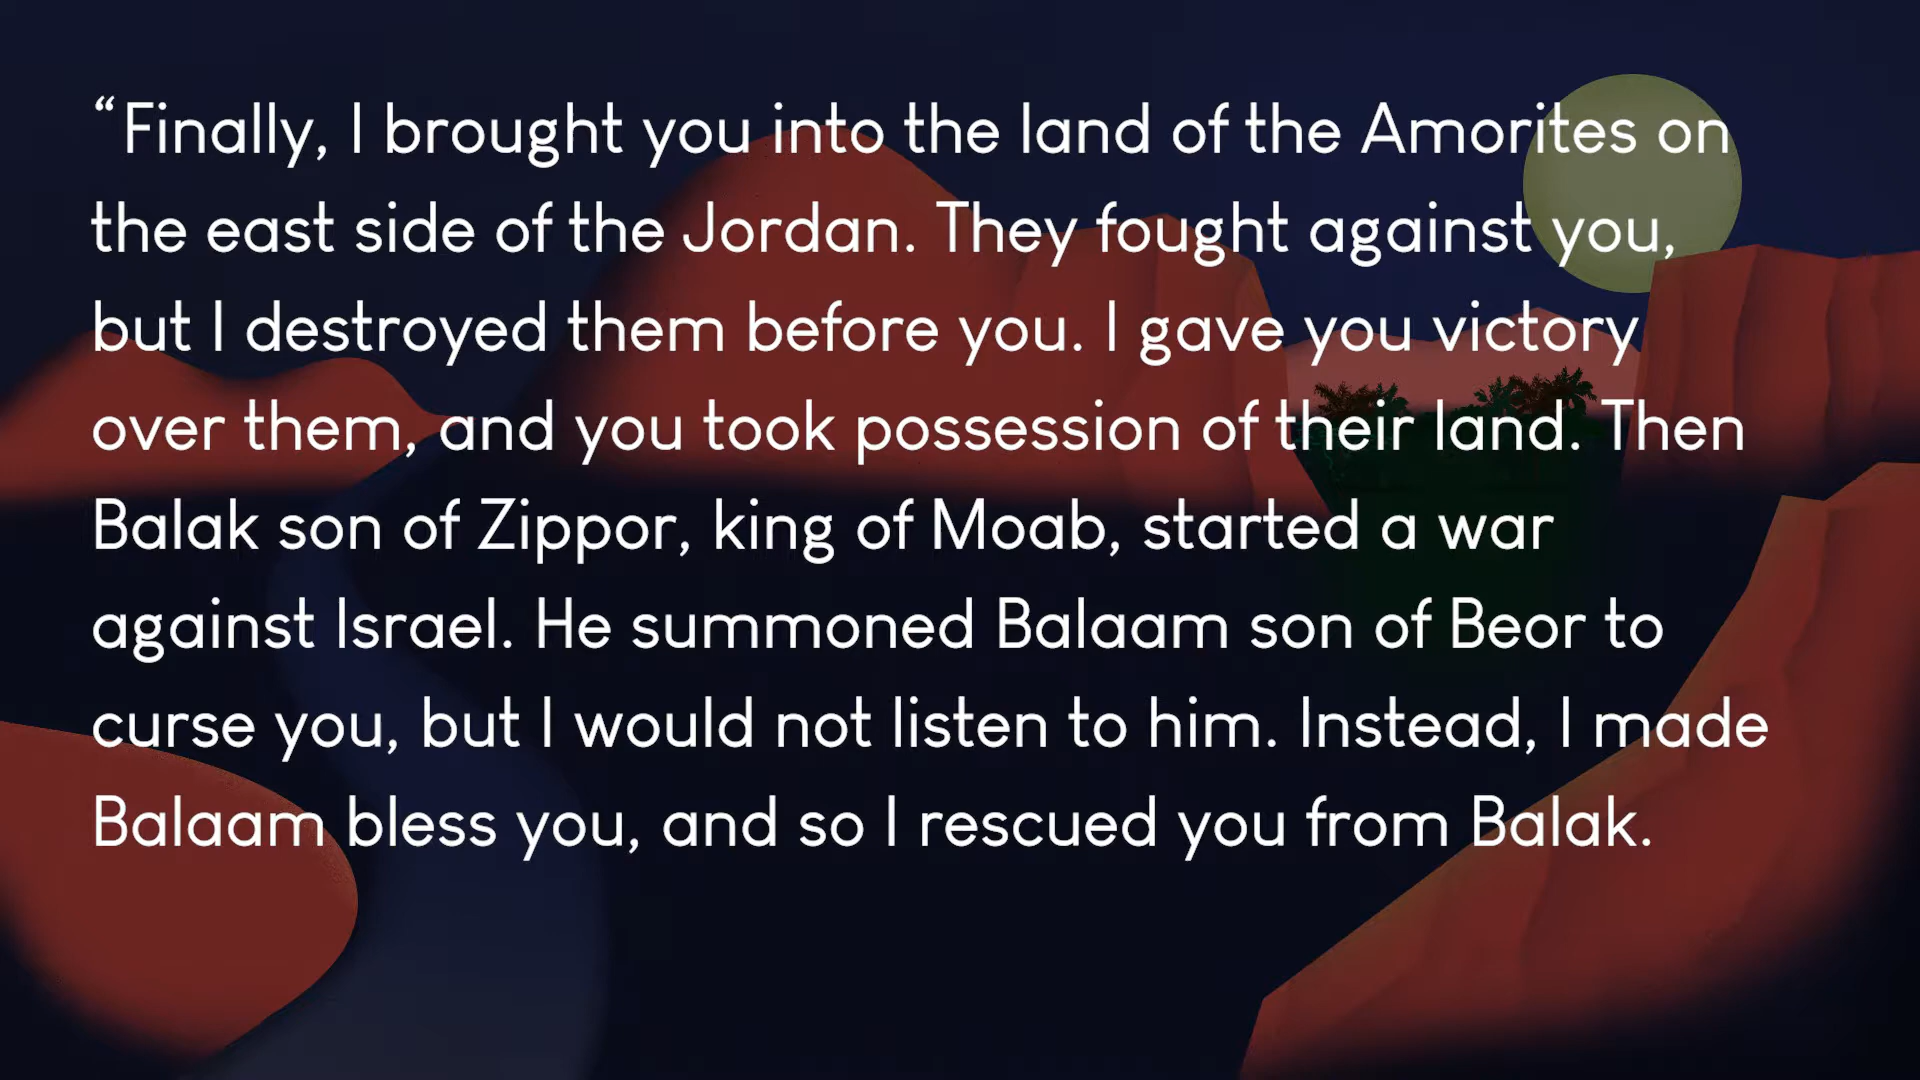 “Finally, I brought you into the land of the Amorites on
the east side of the Jordan. They fought against you,
but I destroyed them before you. I gave you victory
over them, and you took possession of their land. Then
Balak son of Zippor, king of Moab, started a war
against Israel. He summoned Balaam son of Beor to
curse you, but I would not listen to him. Instead, I made
Balaam bless you, and so I rescued you from Balak.